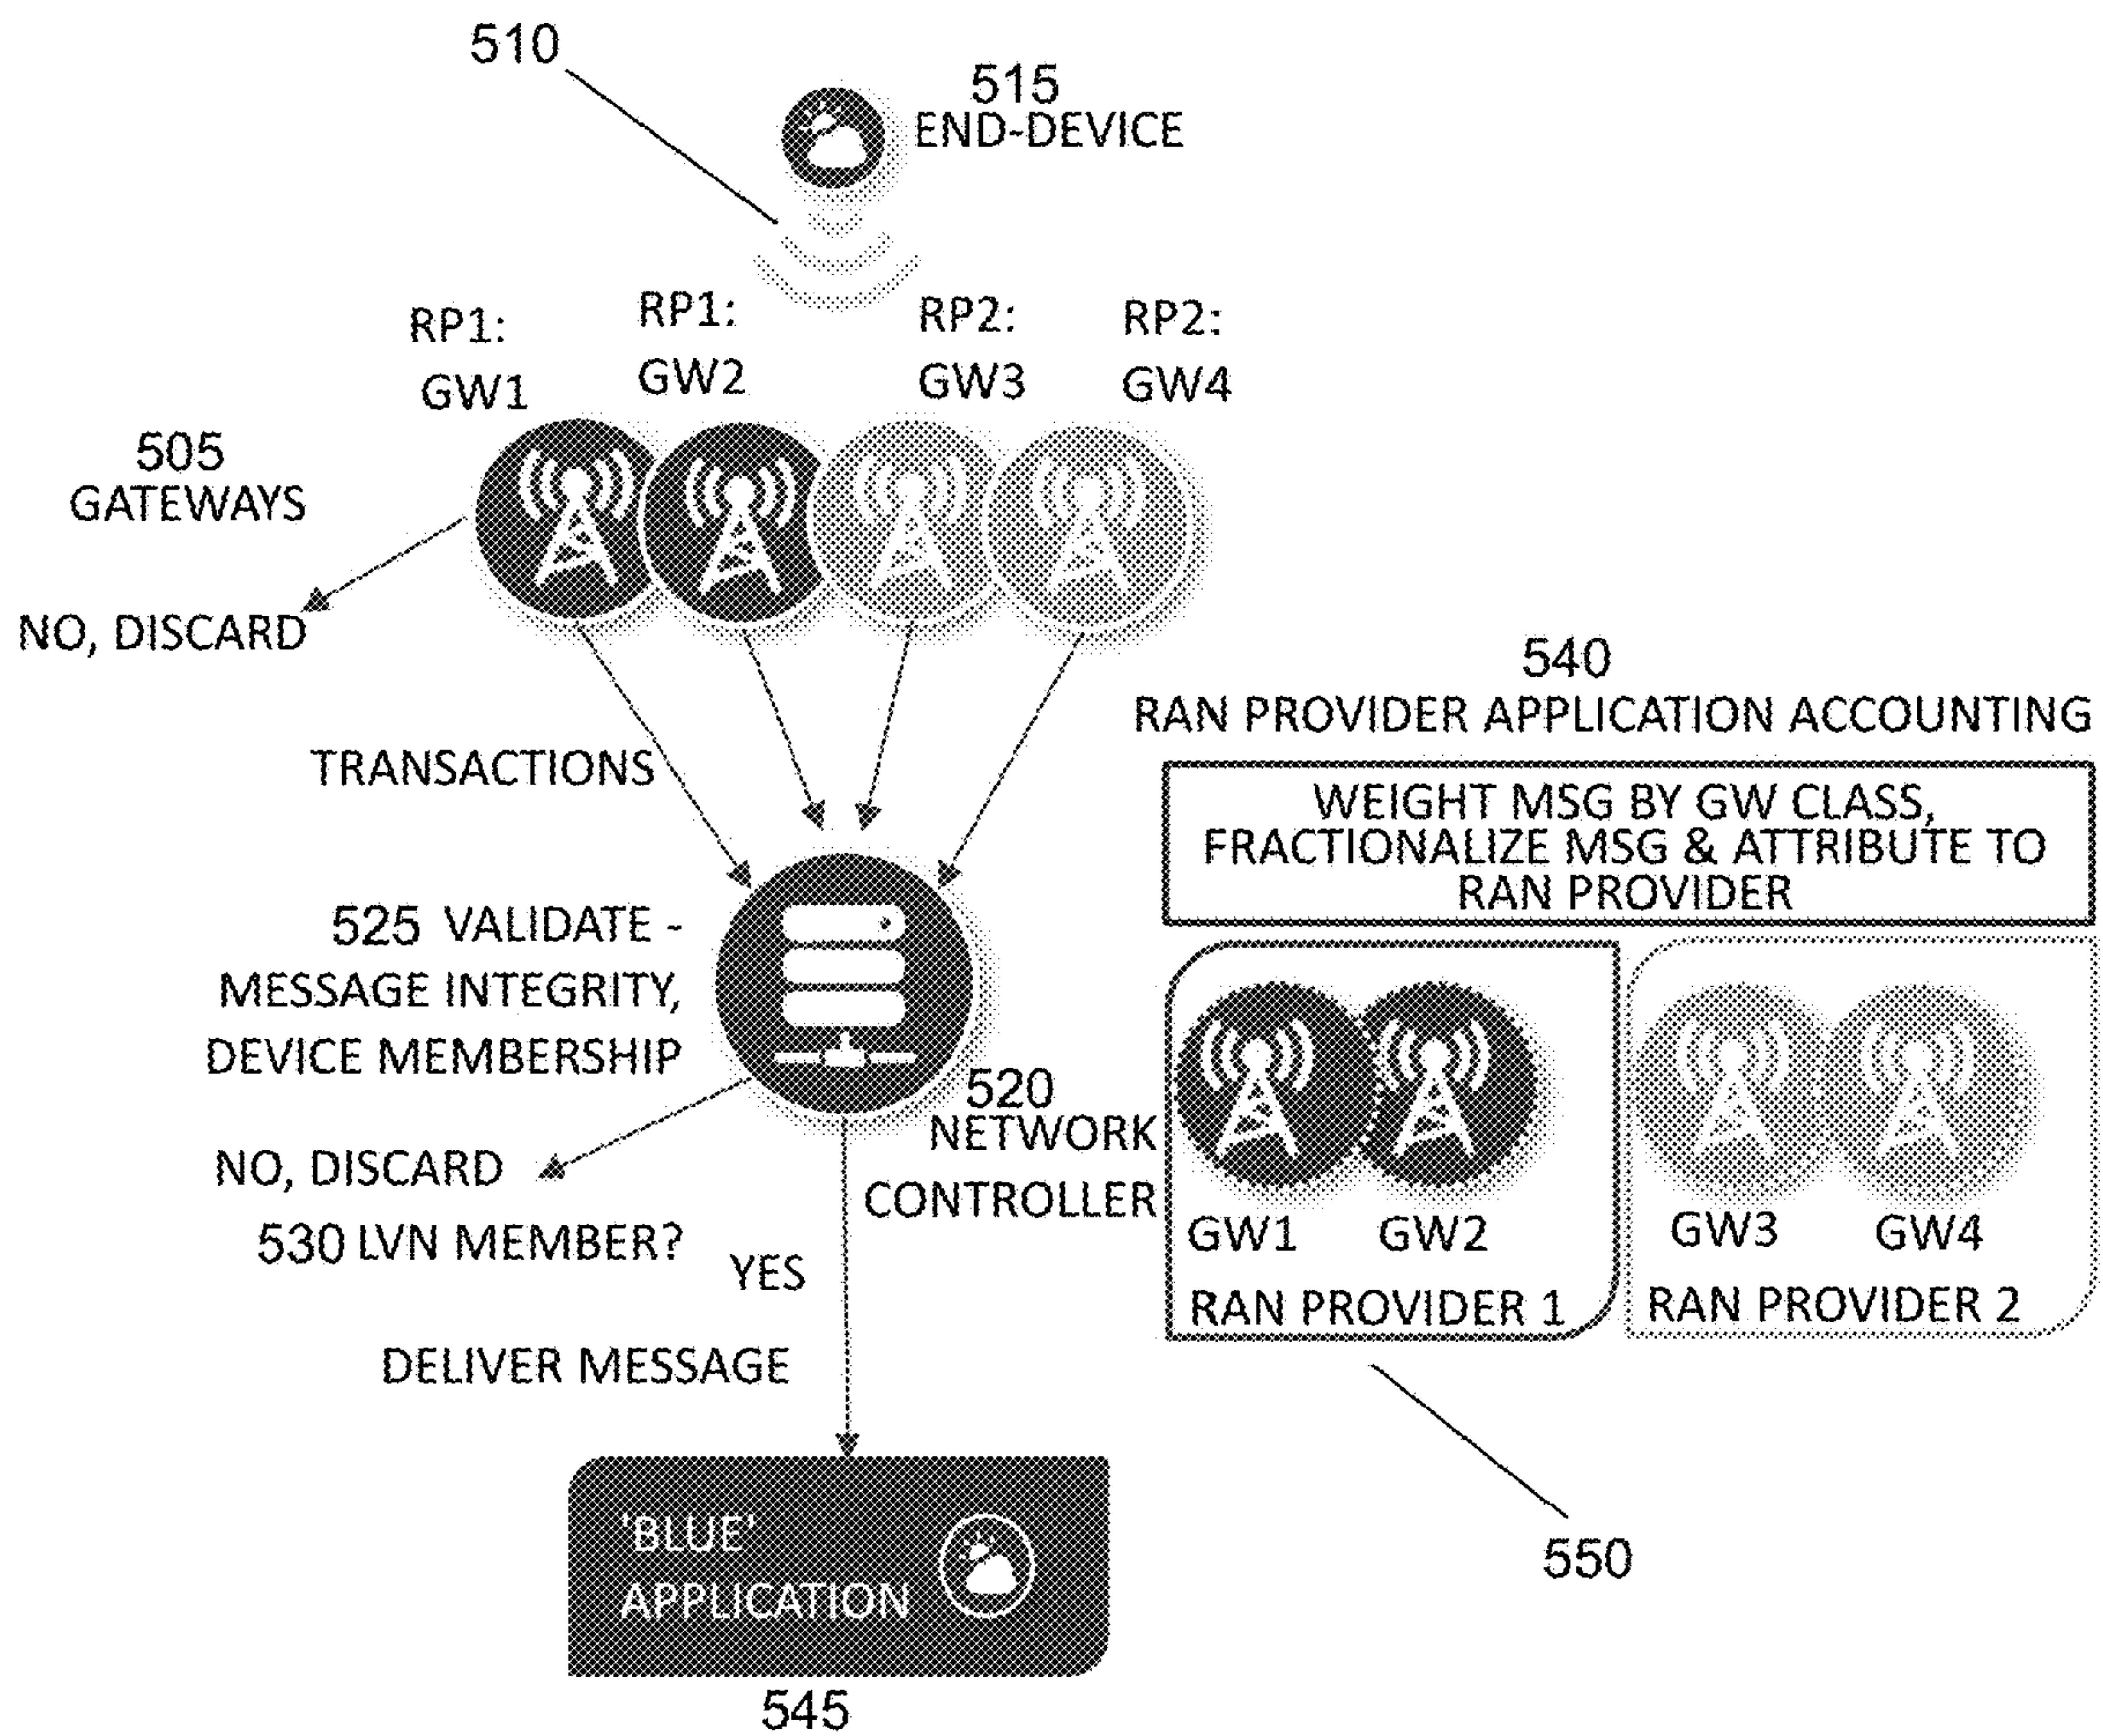 510
515
END-DEVICE
RP1:
GW1
RP1:
GW2
RP2:
GW3
RP2:
GW4
505
GATEWAYS
NO, DISCARD
TRANSACTIONS
540
RAN PROVIDER APPLICATION ACCOUNTING
WEIGHT MSG BY GW CLASS,
FRACTIONALIZE MSG & ATTRIBUTE TO
RAN PROVIDER
525 VALIDATE -
MESSAGE INTEGRITY,
DEVICE MEMBERSHIP
520
NETWORK
CONTROLLER
NO, DISCARD
530 LVN MEMBER?
YES
GW1
GW2
RAN PROVIDER 1
GW3
GW4
RAN PROVIDER 2
DELIVER MESSAGE
550
'BLUE'
APPLICATION
545